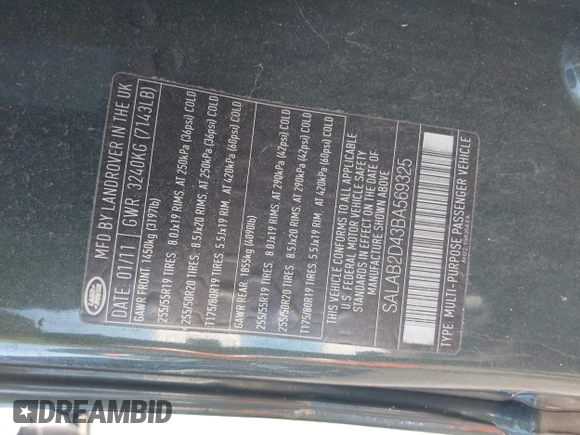 MFD BY LANDROVER IN THE UK
DATE: 01/11 GWR 3240KG (7143LB)
GAWR FRONT 1450kg (3197lb)
255/55R19 TIRES. 8.0Jx19 RIMS. AT 250kPa (36psi) COLD
255/50R20 TIRES. 8.5Jx20 RIMS. AT 250kPa (36psi) COLD
T175/80R19 TIRES. 5.5Jx19 RIM. AT 420kPa (60psi) COLD
GAWR REAR 1855kg (4090lb)
255/55R19 TIRES. 8.0Jx19 RIMS. AT 290kPa (42psi) COLD
255/50R20 TIRES. 8.5Jx20 RIMS. AT 290kPa (42psi) COLD
T175/80R19 TIRES. 5.5Jx19 RIM. AT 420kPa (60psi) COLD
THIS VEHICLE CONFORMS TO ALL APPLICABLE
U.S FEDERAL MOTOR VEHICLE SAFETY
STANDARDS IN EFFECT ON THE DATE OF
MANUFACTURE SHOWN ABOVE.
SALAB2D43BA569325
TYPE: MULTI-PURPOSE PASSENGER VEHICLE
DREAMBID